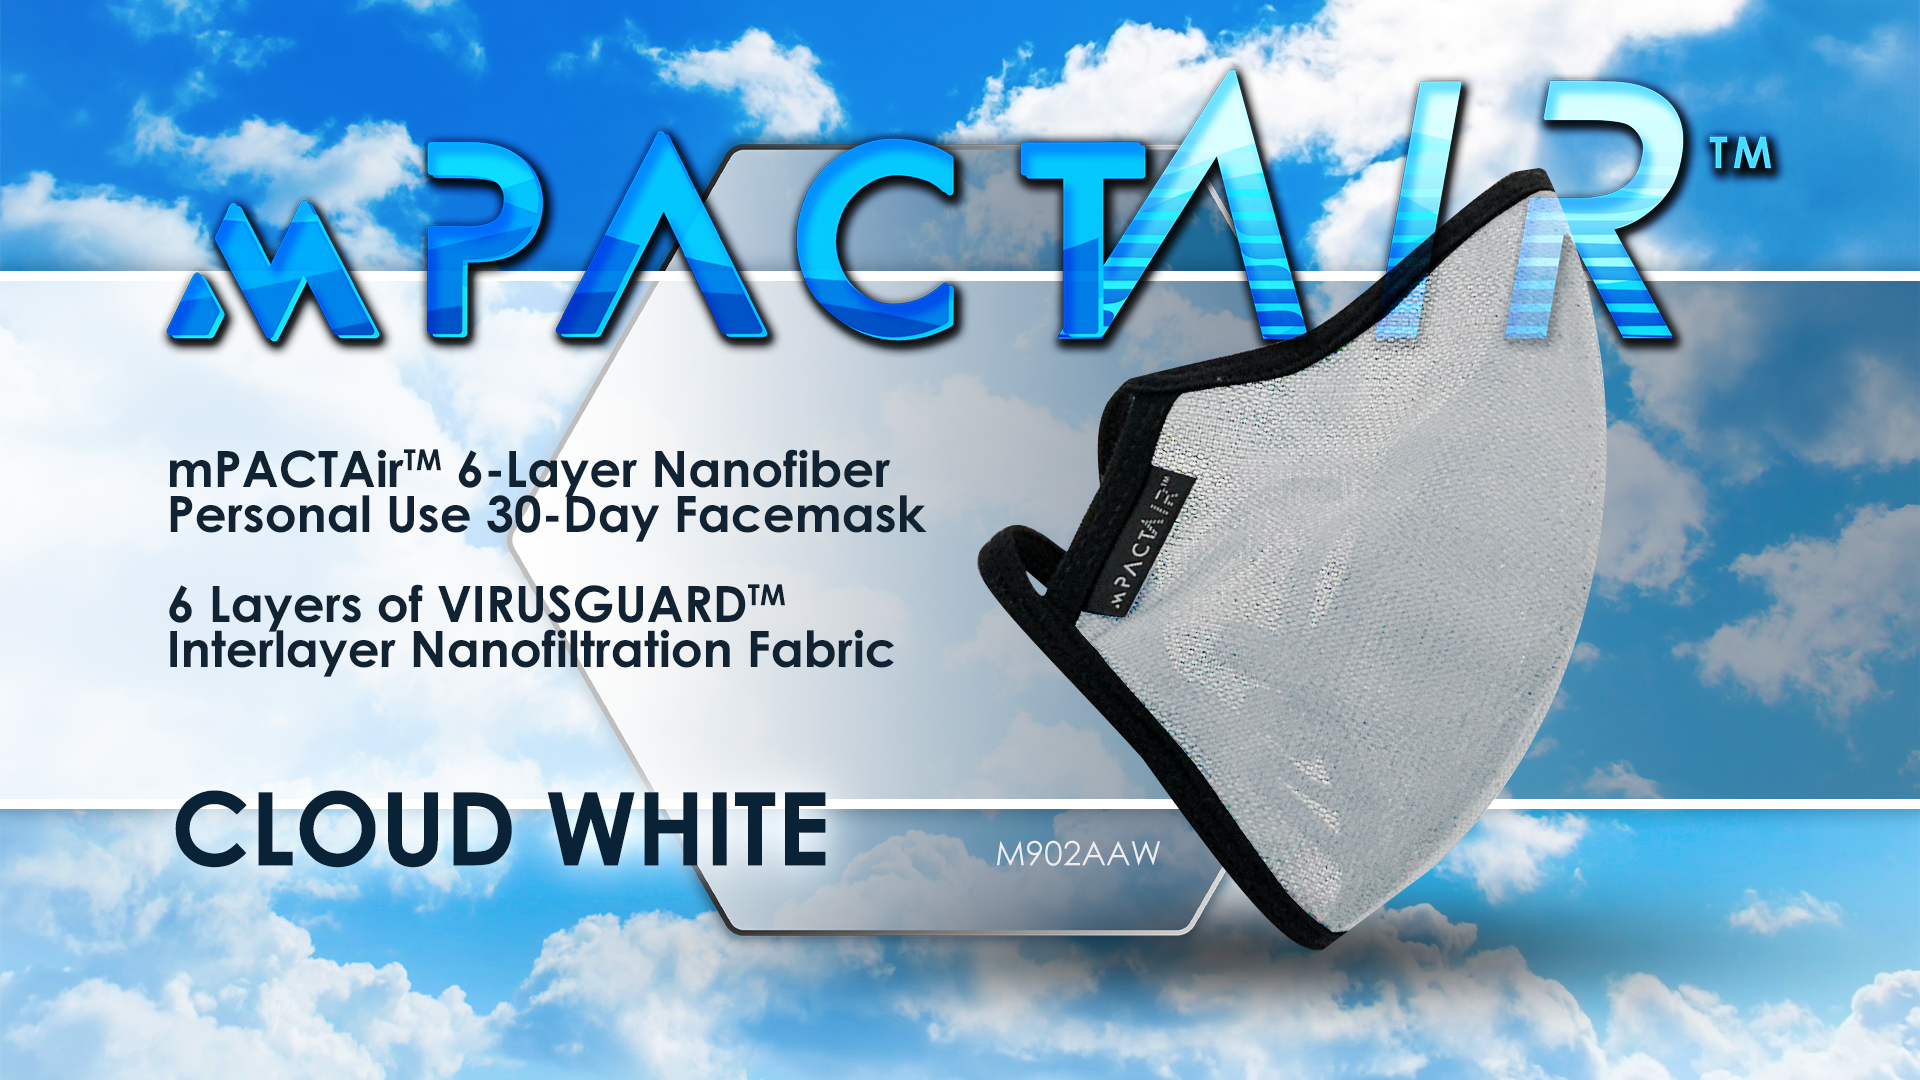 mPACTAIR™
mPACTAir™ 6-Layer Nanofiber
Personal Use 30-Day Facemask
6 Layers of VIRUSGUARD™
Interlayer Nanofiltration Fabric
MPACTAIR™
CLOUD WHITE
M902AAW